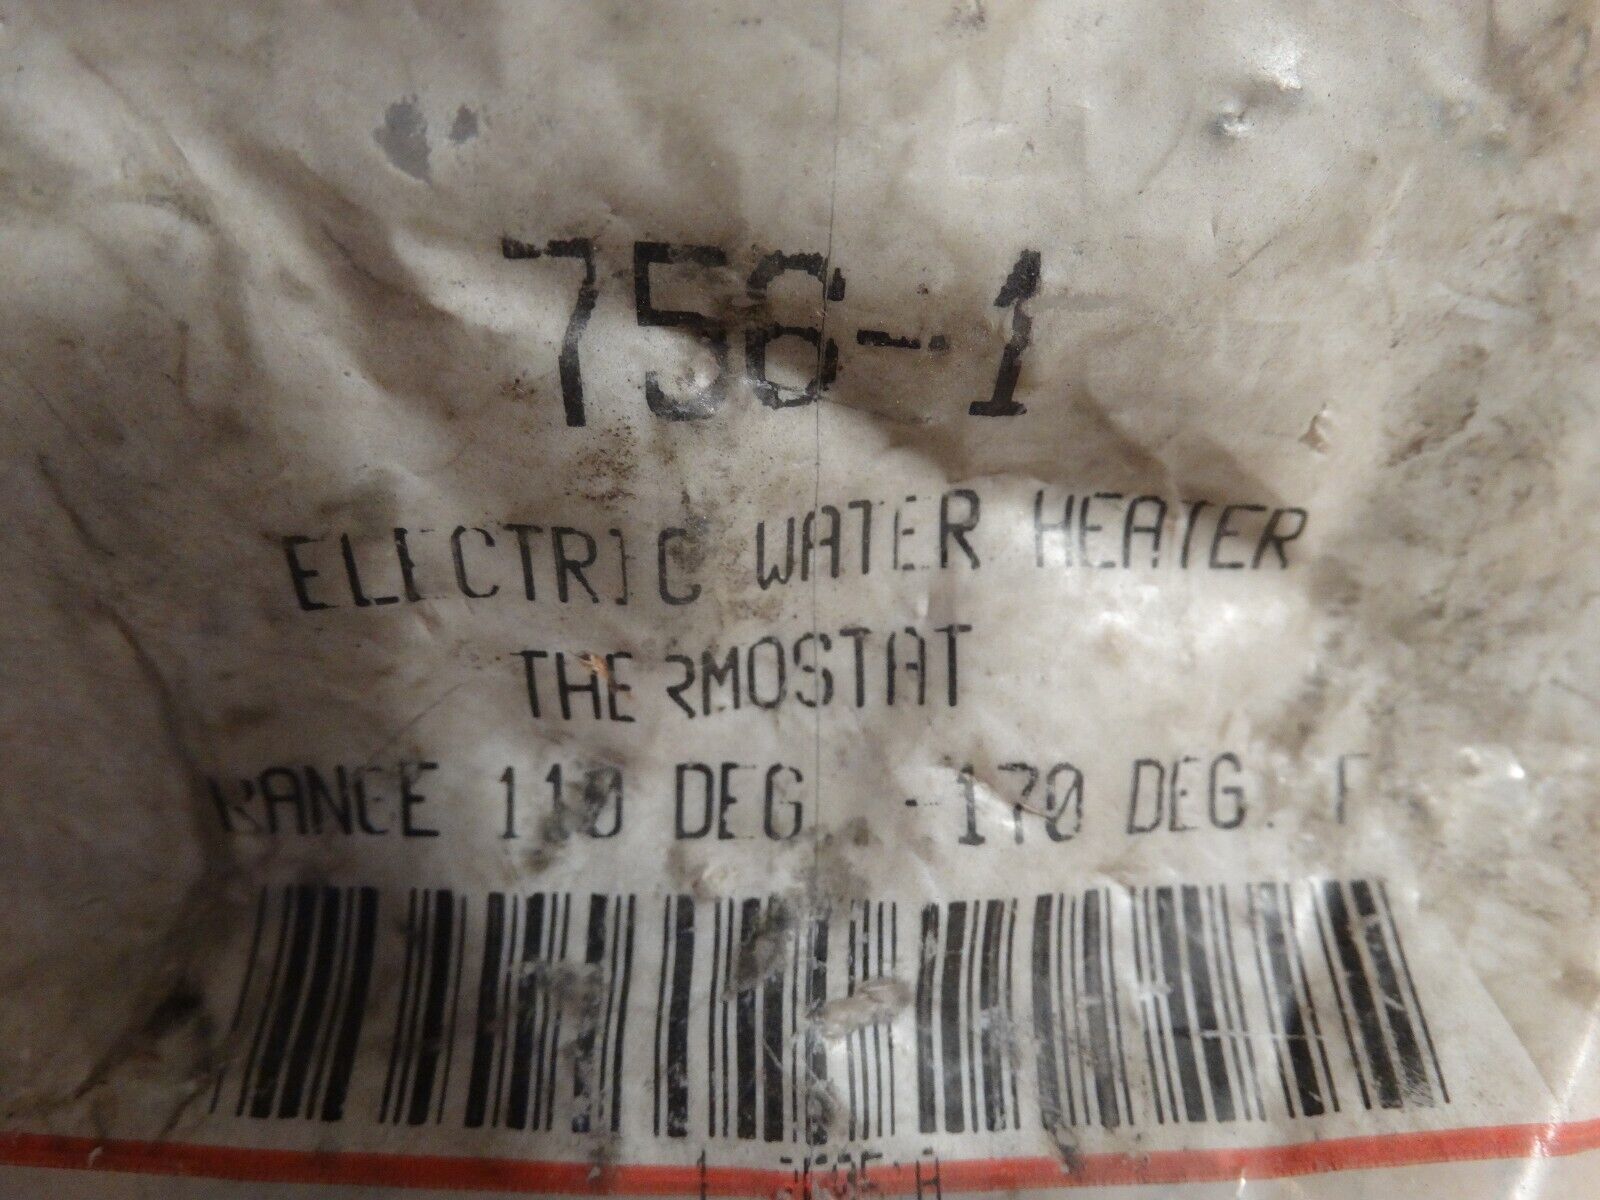 756-1
ELECTRIC WATER HEATER
THERMOSTAT
RANGE 110 DEG. -170 DEG. F